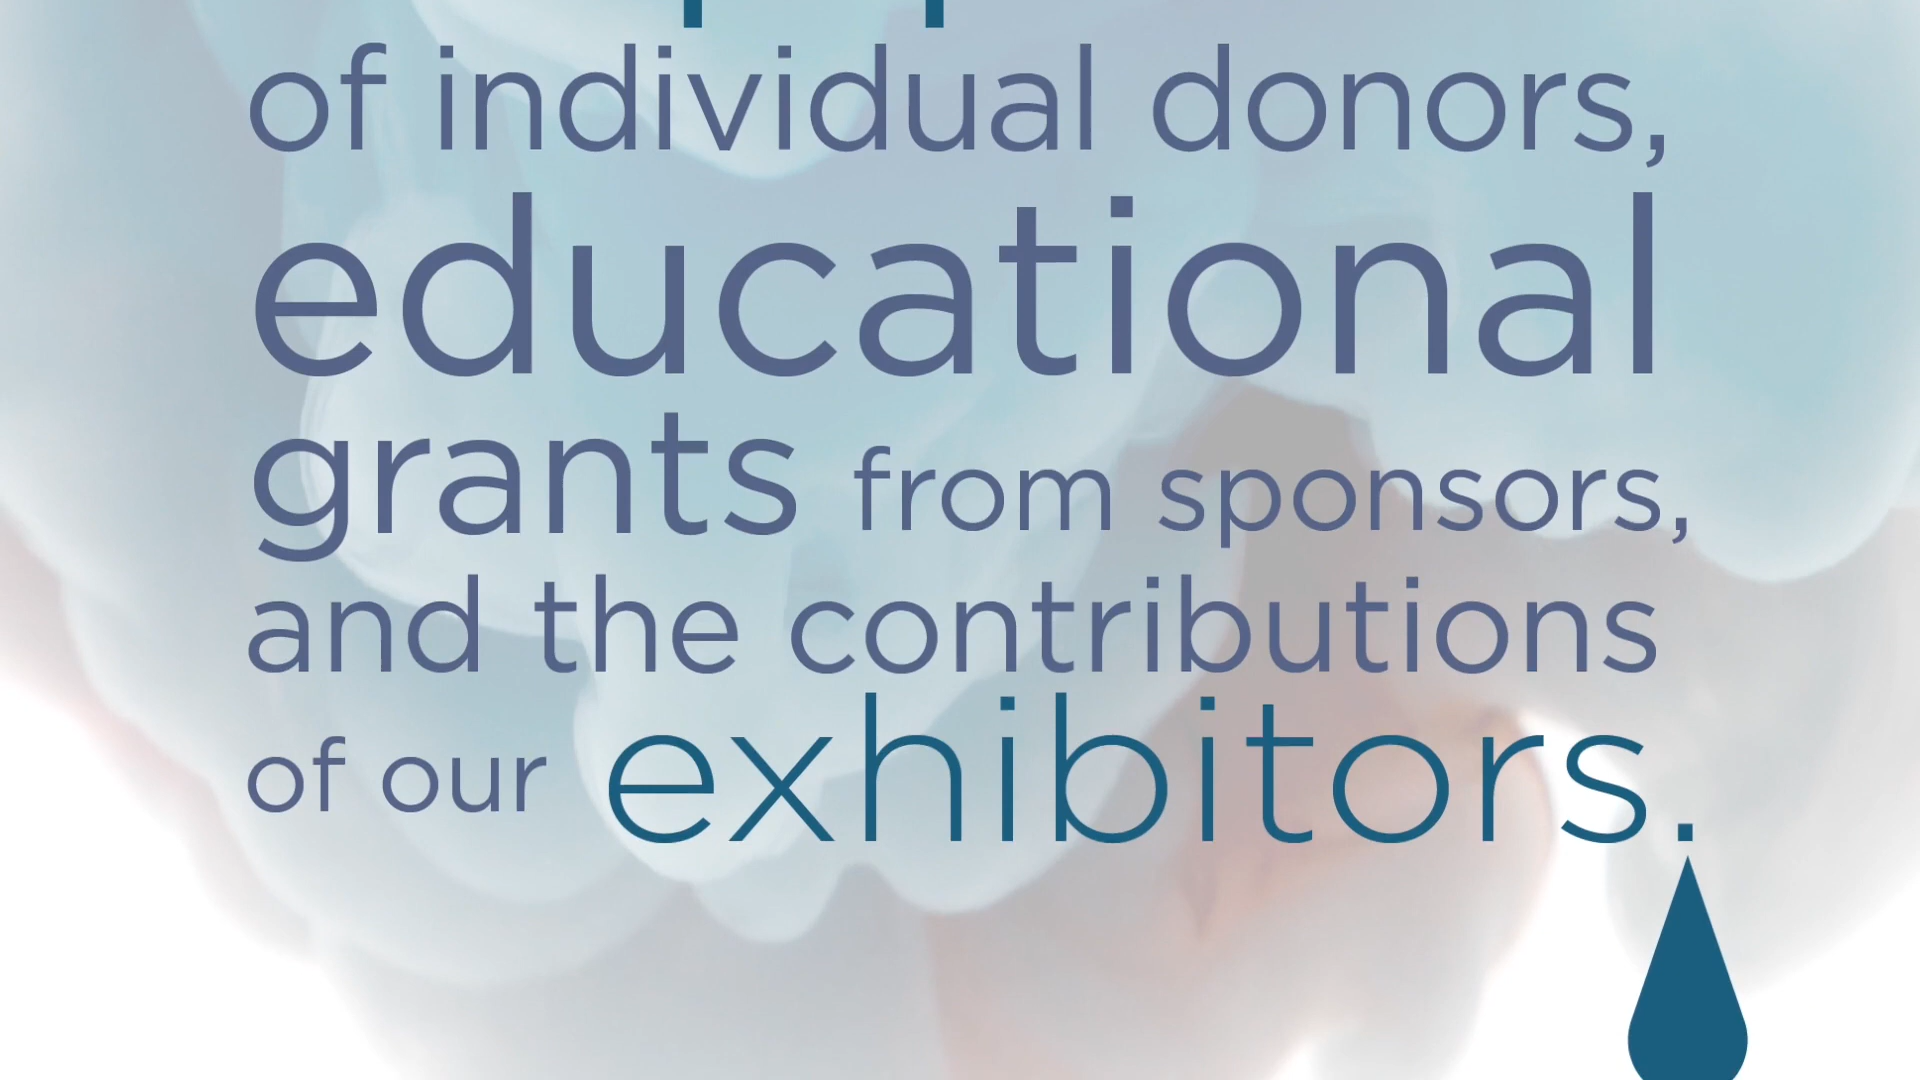 of individual donors,
educational
grants from sponsors,
and the contributions
of our exhibitors.